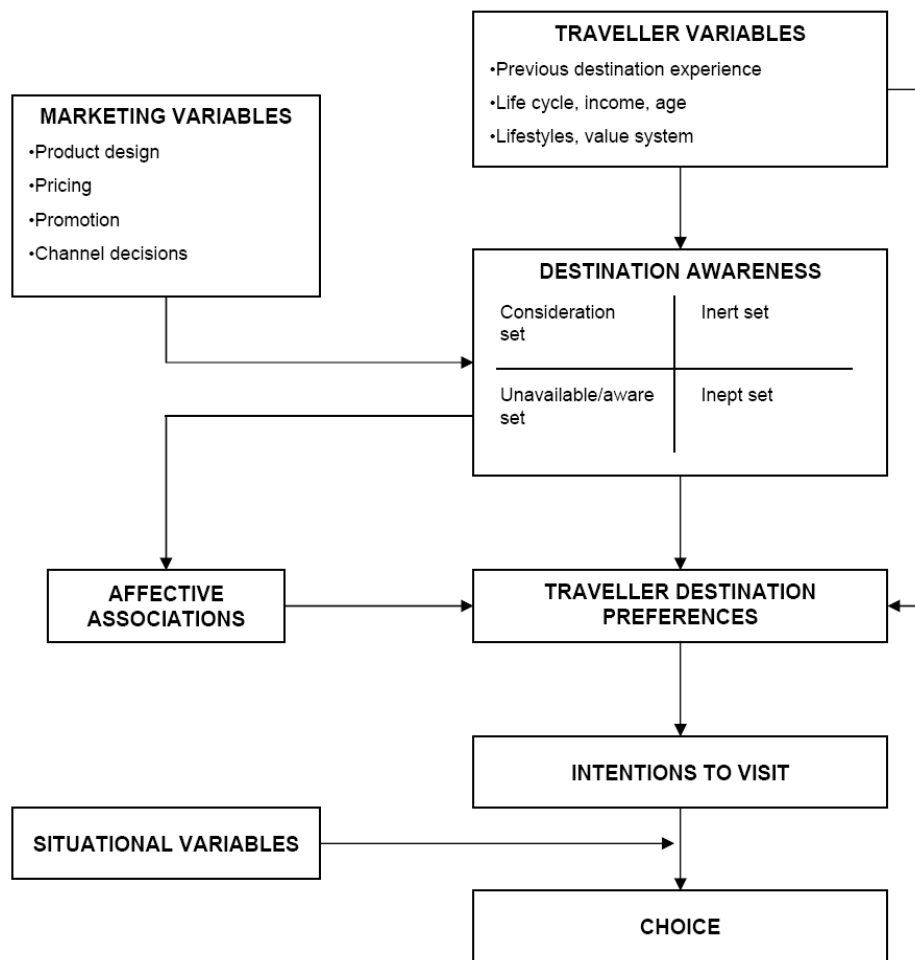 TRAVELLER VARIABLES
•Previous destination experience
•Life cycle, income, age
•Lifestyles, value system
MARKETING VARIABLES
•Product design
•Pricing
•Promotion
•Channel decisions
DESTINATION AWARENESS
Consideration
set
Inert set
Unavailable/aware
set
Inept set
AFFECTIVE
ASSOCIATIONS
TRAVELLER DESTINATION
PREFERENCES
INTENTIONS TO VISIT
SITUATIONAL VARIABLES
CHOICE